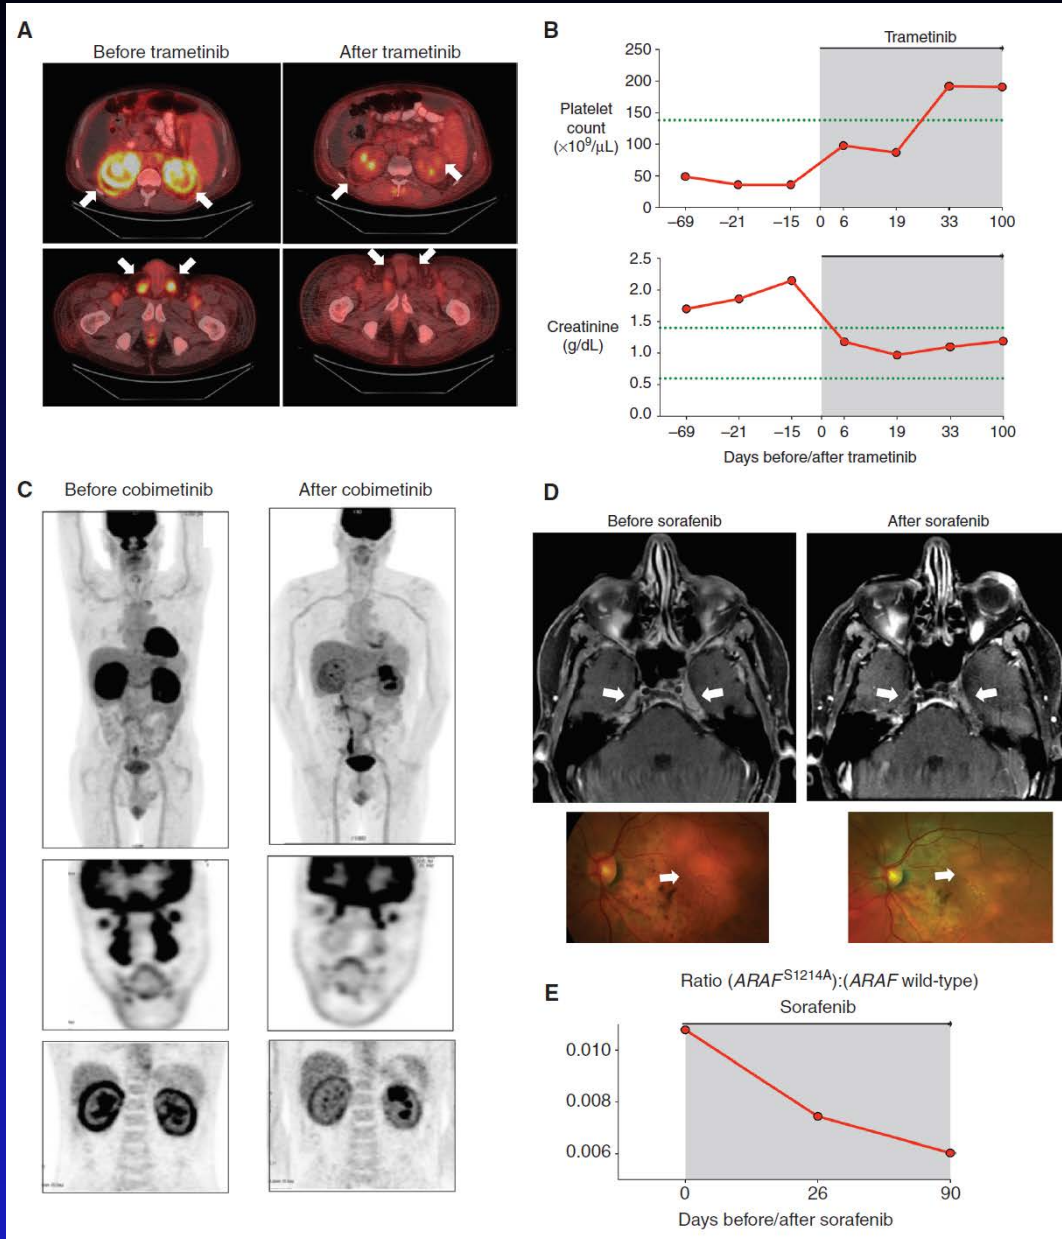 A
Before trametinib
After trametinib
B
Trametinib
Platelet
count
(×10⁹/μL)
250
200
150
100
50
0
−69
−21
−15
0
6
19
33
100
Creatinine
(g/dL)
2.5
2.0
1.5
1.0
0.5
0.0
−69
−21
−15
0
6
19
33
100
Days before/after trametinib
C
Before cobimetinib
After cobimetinib
D
Before sorafenib
After sorafenib
E
Ratio (ARAF^S1214A):(ARAF wild-type)
Sorafenib
0.010
0.008
0.006
0
26
90
Days before/after sorafenib